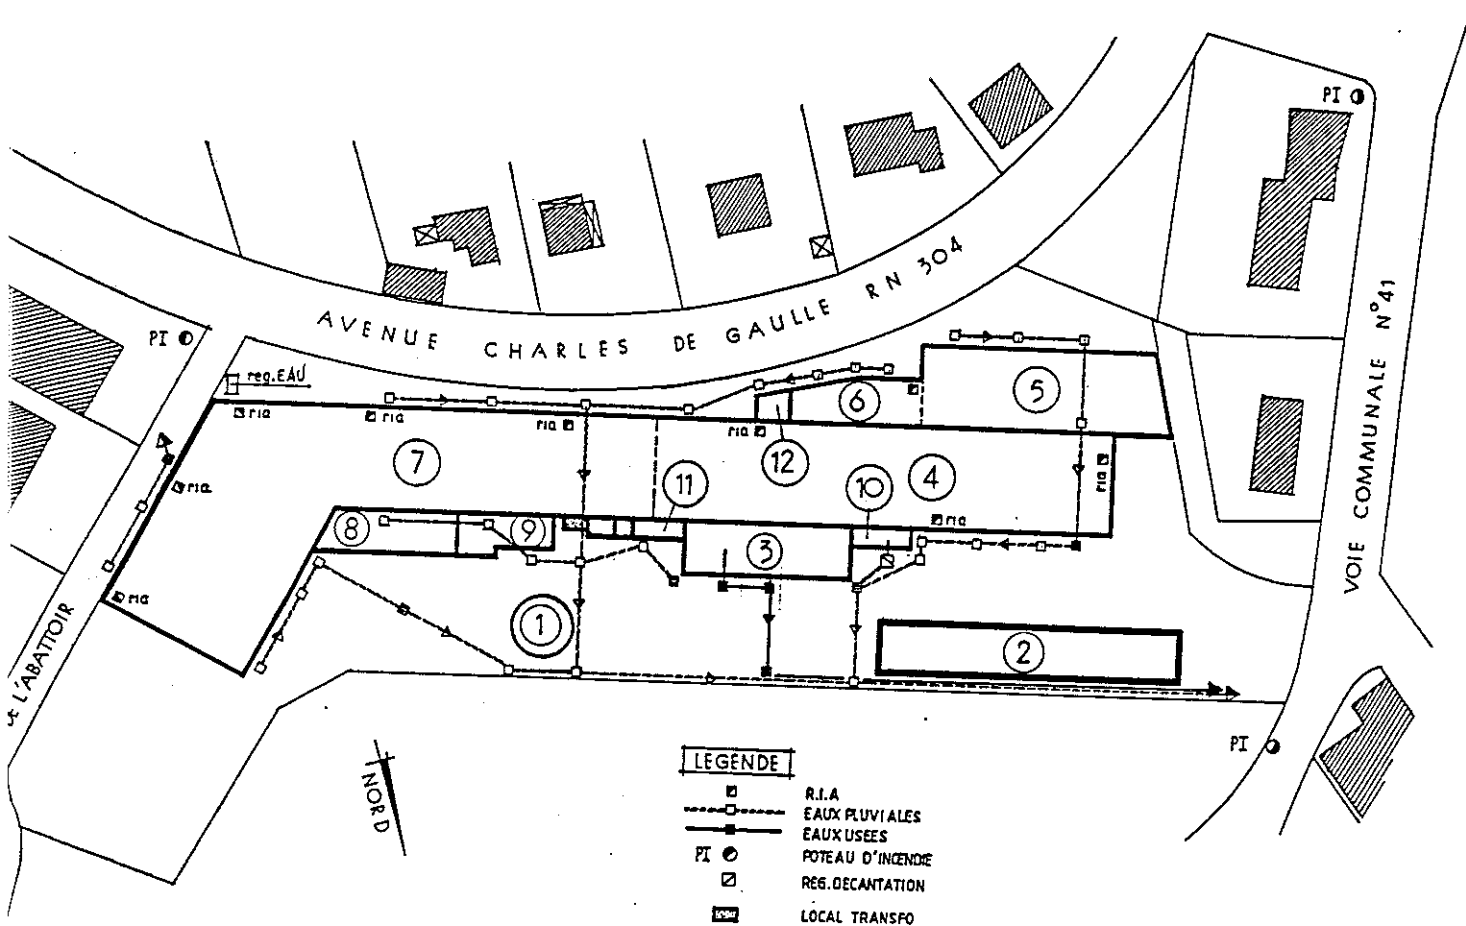 PI
AVENUE CHARLES DE GAULLE RN 304
VOIE COMMUNALE N°41
PI
reg.EAU
ria
ria
ria
ria
ria
ria
ria
ria
5
6
12
7
4
11
10
8
9
3
1
2
DE L'ABATTOIR
PI
NORD
LEGENDE
R.I.A
EAUX PLUVIALES
EAUX USEES
PI POTEAU D'INCENDIE
REG.DECANTATION
LOCAL TRANSFO